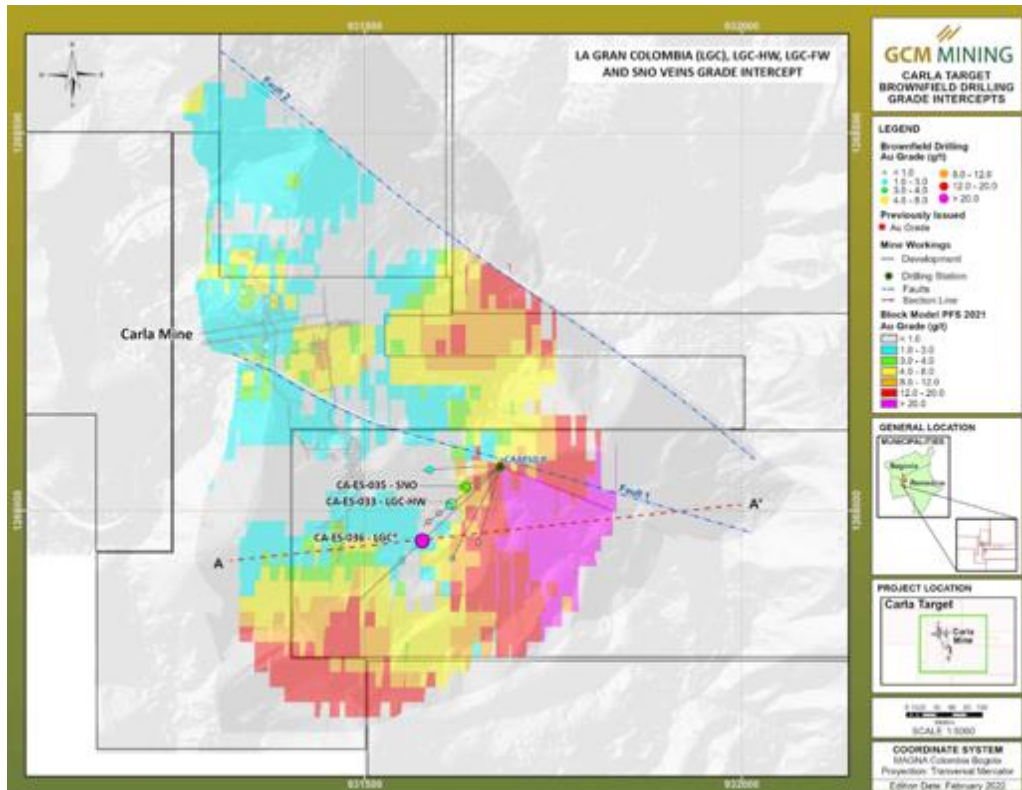 931500
932000
LA GRAN COLOMBIA (LGC), LGC-HW, LGC-FW
AND SNO VEINS GRADE INTERCEPT
Fault 2
Carla Mine
CA-ES-035 - SNO
CA-ES-033 - LGC-HW
CA-ES-036 - LGC*
Fault 1
A
A'
GCM MINING
CARLA TARGET
BROWNFIELD DRILLING
GRADE INTERCEPTS
LEGEND
Brownfield Drilling
Au Grade (g/t)
< 1.0
1.0 - 3.0
3.0 - 4.0
4.0 - 8.0
8.0 - 12.0
12.0 - 20.0
> 20.0
Previously Issued
Au Grade
Mine Workings
Development
Drilling Station
Faults
Section Line
Block Model PFS 2021
Au Grade (g/t)
< 1.0
1.0 - 3.0
3.0 - 4.0
4.0 - 8.0
8.0 - 12.0
12.0 - 20.0
> 20.0
GENERAL LOCATION
MUNICIPALITIES
Segovia
Remedios
PROJECT LOCATION
Carla Target
Carla
Mine
SCALE 1:5000
COORDINATE SYSTEM
MAGNA Colombia Bogota
Proyection: Transversal Mercator
Edition Date: February 2022